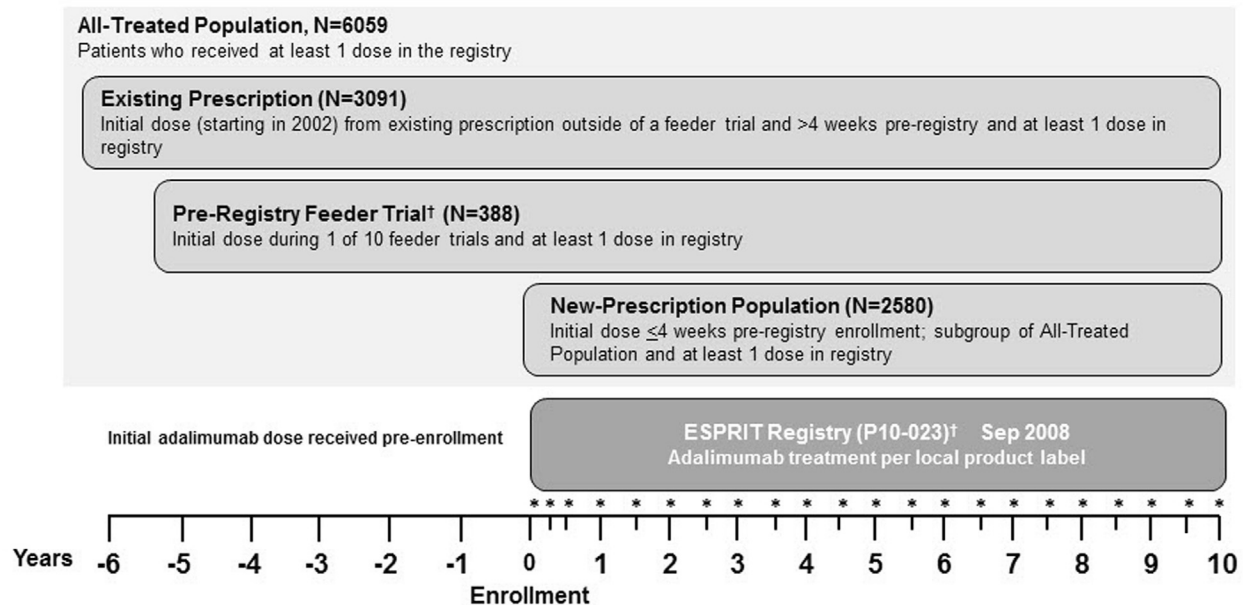 All-Treated Population, N=6059
Patients who received at least 1 dose in the registry
Existing Prescription (N=3091)
Initial dose (starting in 2002) from existing prescription outside of a feeder trial and >4 weeks pre-registry and at least 1 dose in
registry
Pre-Registry Feeder Trial† (N=388)
Initial dose during 1 of 10 feeder trials and at least 1 dose in registry
New-Prescription Population (N=2580)
Initial dose ≤4 weeks pre-registry enrollment; subgroup of All-Treated
Population and at least 1 dose in registry
Initial adalimumab dose received pre-enrollment
ESPRIT Registry (P10-023)† Sep 2008
Adalimumab treatment per local product label
* * * * * * * * * * * * * * * * * * * * * *
Years -6 -5 -4 -3 -2 -1 0 1 2 3 4 5 6 7 8 9 10
Enrollment